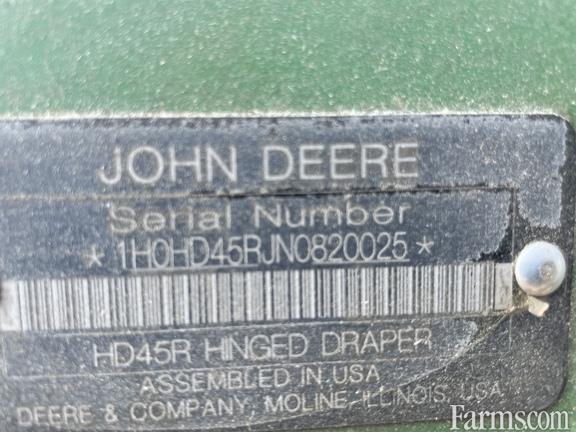 JOHN DEERE
Serial Number
* 1H0HD45RJN0820025 *
HD45R HINGED DRAPER
ASSEMBLED IN USA
DEERE & COMPANY, MOLINE ILLINOIS, USA
Farms.com